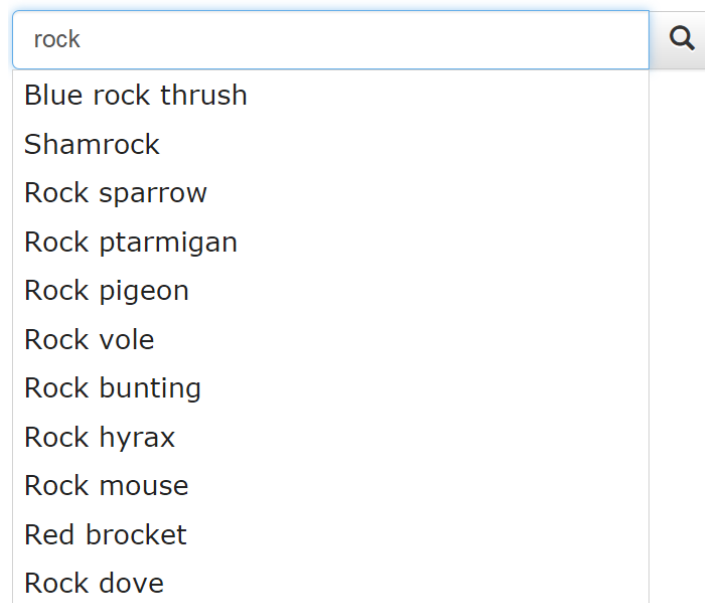 rock
Blue rock thrush
Shamrock
Rock sparrow
Rock ptarmigan
Rock pigeon
Rock vole
Rock bunting
Rock hyrax
Rock mouse
Red brocket
Rock dove